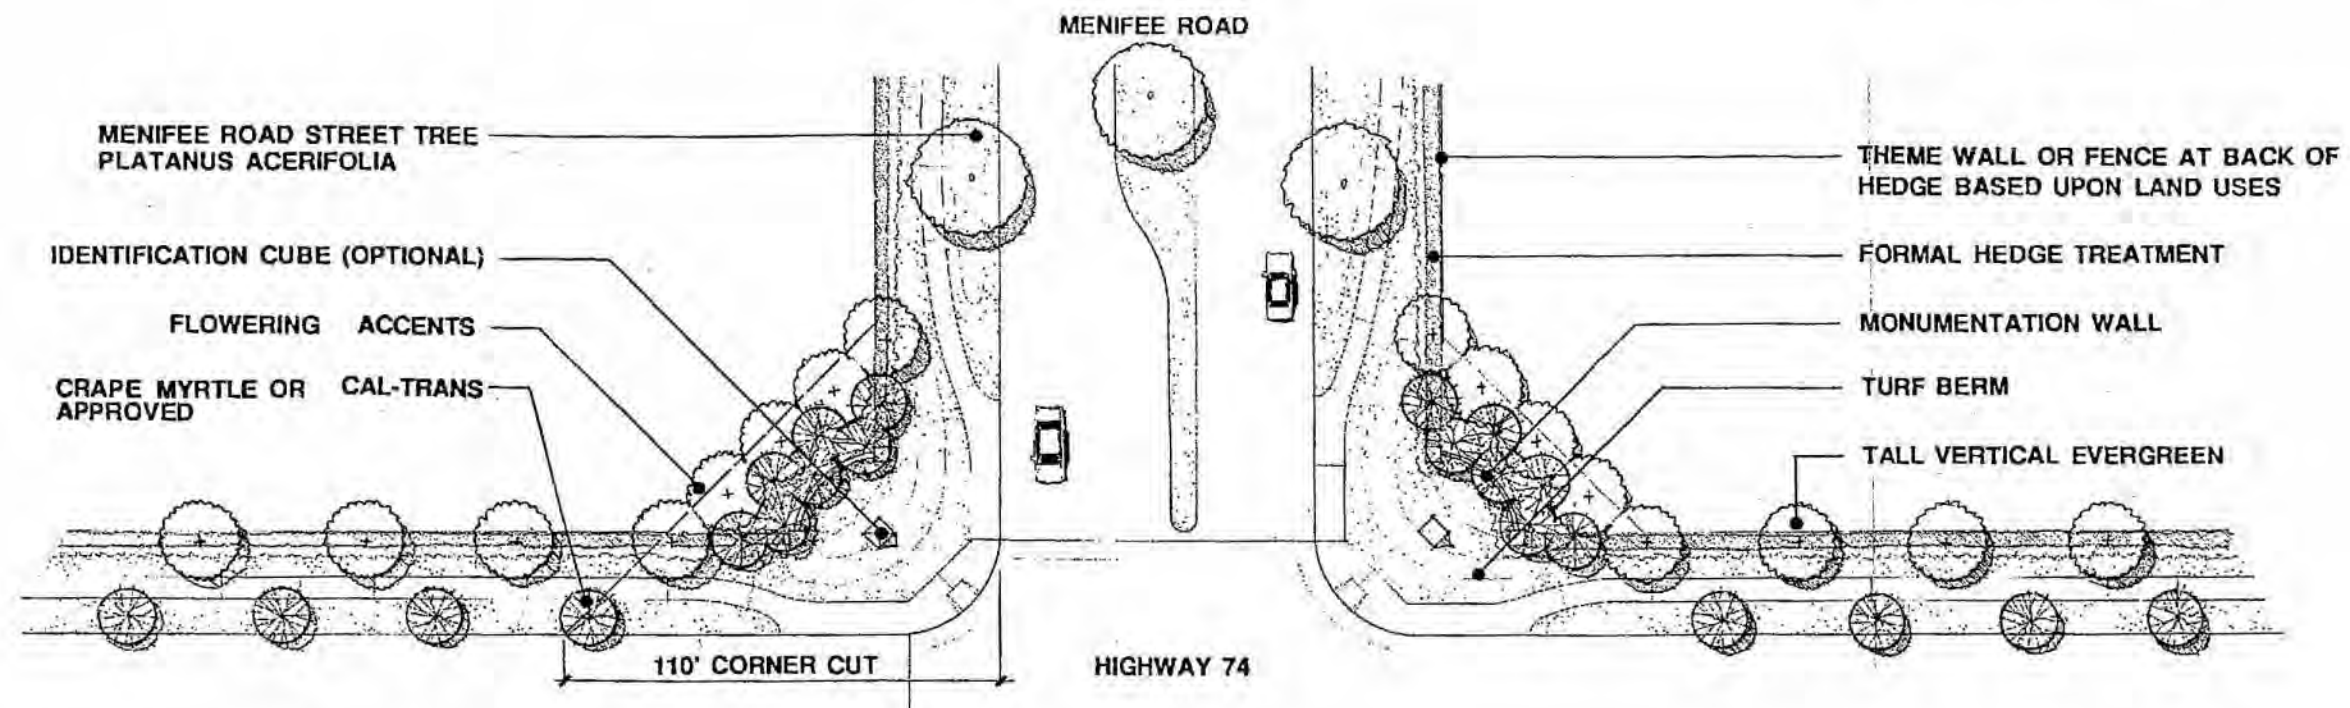 MENIFEE ROAD
MENIFEE ROAD STREET TREE
PLATANUS ACERIFOLIA
IDENTIFICATION CUBE (OPTIONAL)
FLOWERING ACCENTS
CRAPE MYRTLE OR CAL-TRANS
APPROVED
THEME WALL OR FENCE AT BACK OF
HEDGE BASED UPON LAND USES
FORMAL HEDGE TREATMENT
MONUMENTATION WALL
TURF BERM
TALL VERTICAL EVERGREEN
110' CORNER CUT
HIGHWAY 74